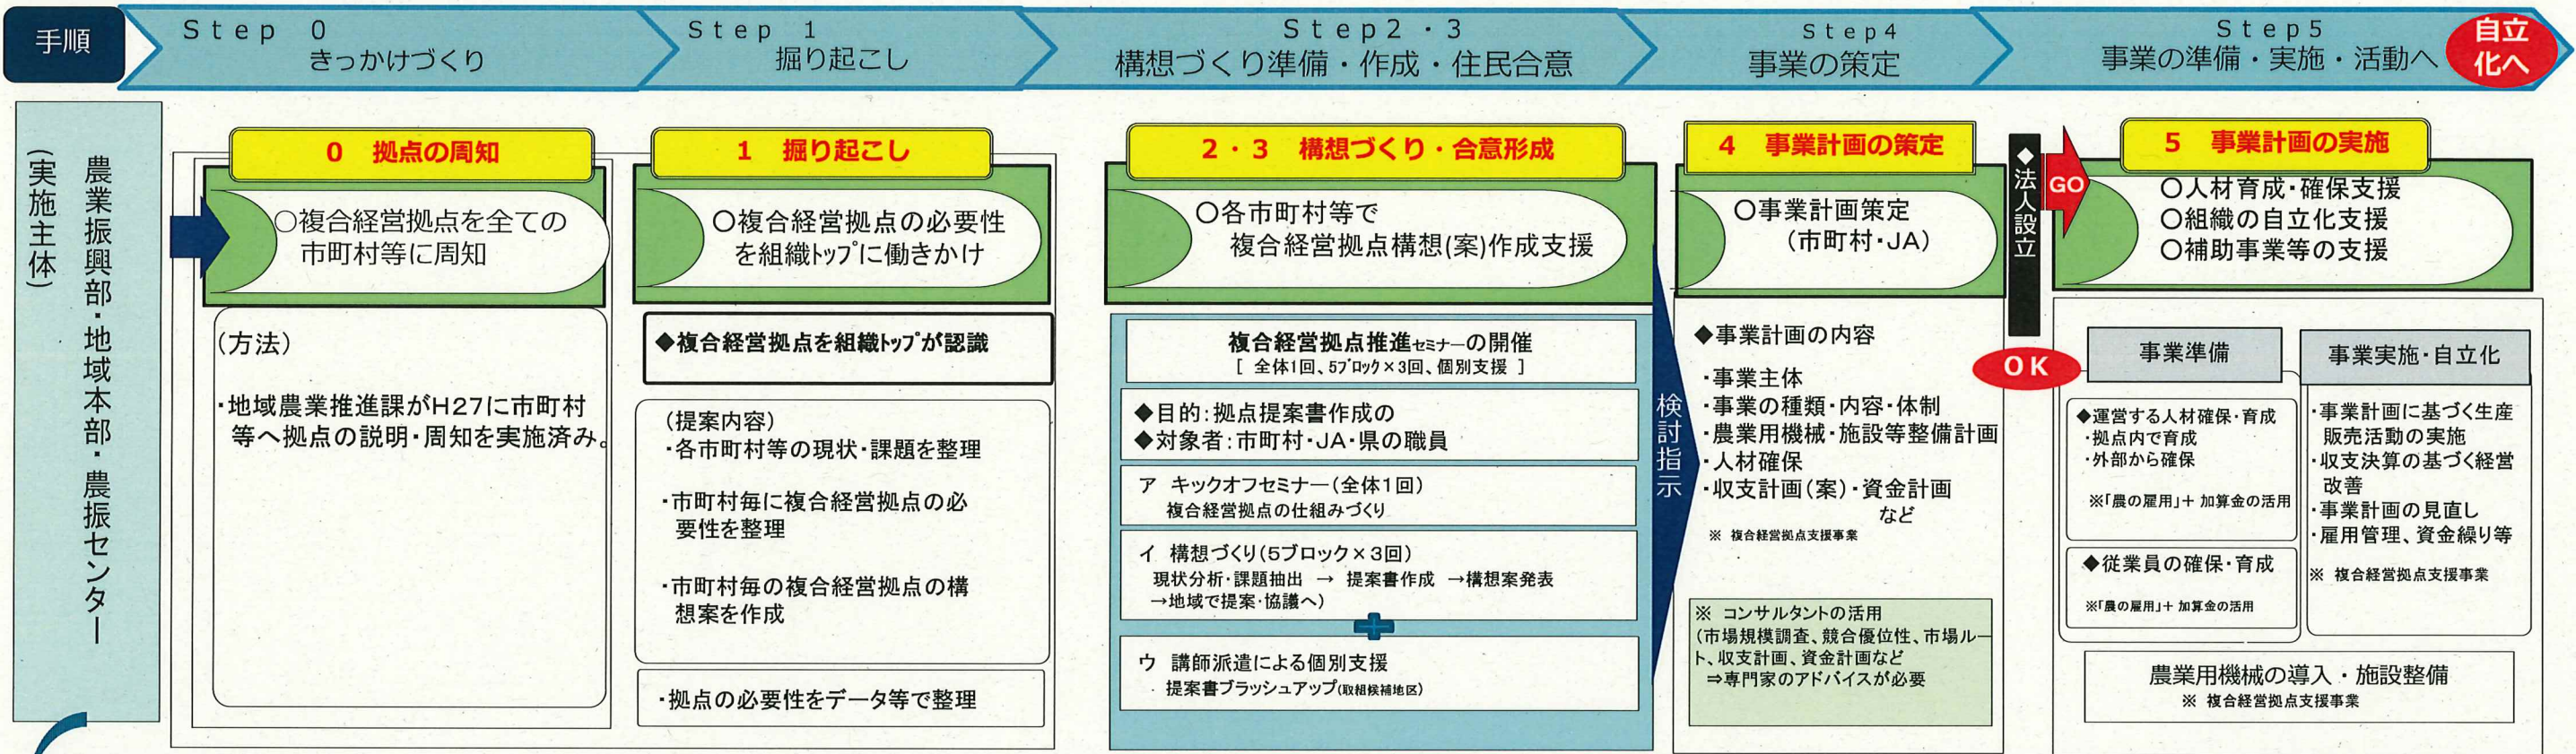 手順
Step 0
きっかけづくり
Step 1
掘り起こし
Step2・3
構想づくり準備・作成・住民合意
Step4
事業の策定
Step5
事業の準備・実施・活動へ
自立
化へ
農業振興部・地域本部・農振センター
(実施主体)
0 拠点の周知
○複合経営拠点を全ての
市町村等に周知
(方法)
・地域農業推進課がH27に市町村
等へ拠点の説明・周知を実施済み。
1 掘り起こし
○複合経営拠点の必要性
を組織トップに働きかけ
◆複合経営拠点を組織トップが認識
(提案内容)
・各市町村等の現状・課題を整理
・市町村毎に複合経営拠点の必
要性を整理
・市町村毎の複合経営拠点の構
想案を作成
・拠点の必要性をデータ等で整理
2・3 構想づくり・合意形成
○各市町村等で
複合経営拠点構想(案)作成支援
複合経営拠点推進セミナーの開催
[ 全体1回、5ブロック×3回、個別支援 ]
◆目的:拠点提案書作成の
◆対象者:市町村・JA・県の職員
ア キックオフセミナー(全体1回)
複合経営拠点の仕組みづくり
イ 構想づくり(5ブロック×3回)
現状分析・課題抽出 → 提案書作成 →構想案発表
→地域で提案・協議へ)
ウ 講師派遣による個別支援
提案書ブラッシュアップ(取組候補地区)
検討指示
4 事業計画の策定
○事業計画策定
(市町村・JA)
◆事業計画の内容
・事業主体
・事業の種類・内容・体制
・農業用機械・施設等整備計画
・人材確保
・収支計画(案)・資金計画
など
※ 複合経営拠点支援事業
※ コンサルタントの活用
(市場規模調査、競合優位性、市場ルー
ト、収支計画、資金計画など
⇒専門家のアドバイスが必要
◆法人設立
GO
OK
5 事業計画の実施
○人材育成・確保支援
○組織の自立化支援
○補助事業等の支援
事業準備
◆運営する人材確保・育成
・拠点内で育成
・外部から確保
※「農の雇用」+ 加算金の活用
◆従業員の確保・育成
※「農の雇用」+ 加算金の活用
事業実施・自立化
・事業計画に基づく生産
販売活動の実施
・収支決算の基づく経営
改善
・事業計画の見直し
・雇用管理、資金繰り等
※ 複合経営拠点支援事業
農業用機械の導入・施設整備
※ 複合経営拠点支援事業